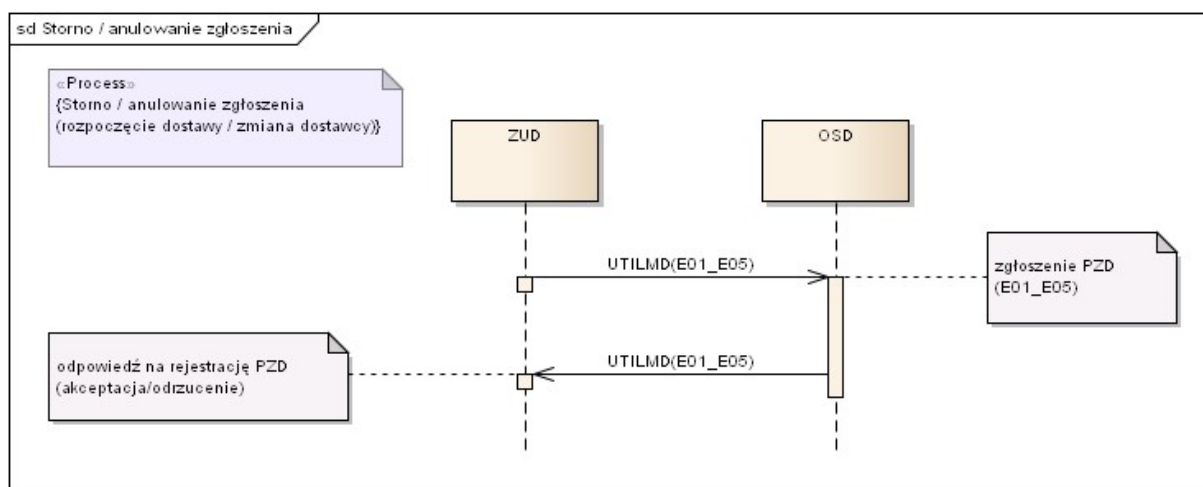 sd Storno / anulowanie zgłoszenia
«Process»
{Storno / anulowanie zgłoszenia
(rozpoczęcie dostawy / zmiana dostawcy)}
ZUD
OSD
UTILMD(E01_E05)
zgłoszenie PZD
(E01_E05)
UTILMD(E01_E05)
odpowiedź na rejestrację PZD
(akceptacja/odrzucenie)